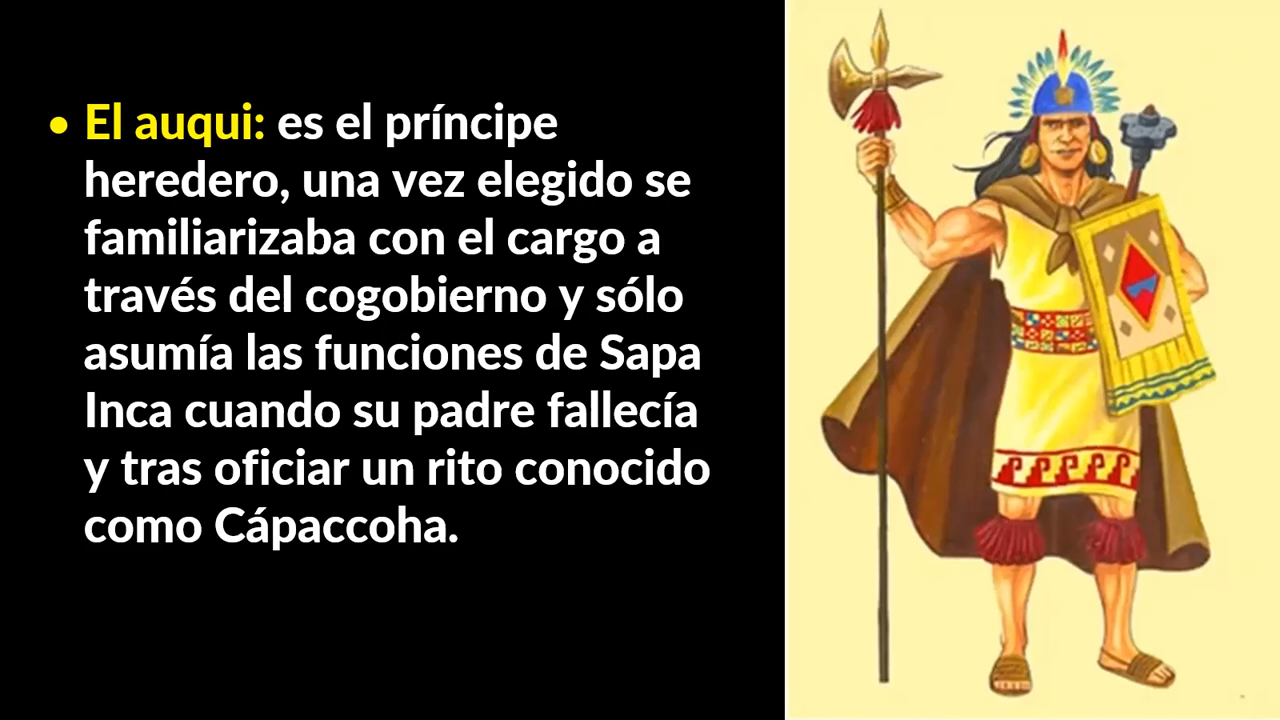 • El auqui: es el príncipe
heredero, una vez elegido se
familiarizaba con el cargo a
través del cogobierno y sólo
asumía las funciones de Sapa
Inca cuando su padre fallecía
y tras oficiar un rito conocido
como Cápaccoha.